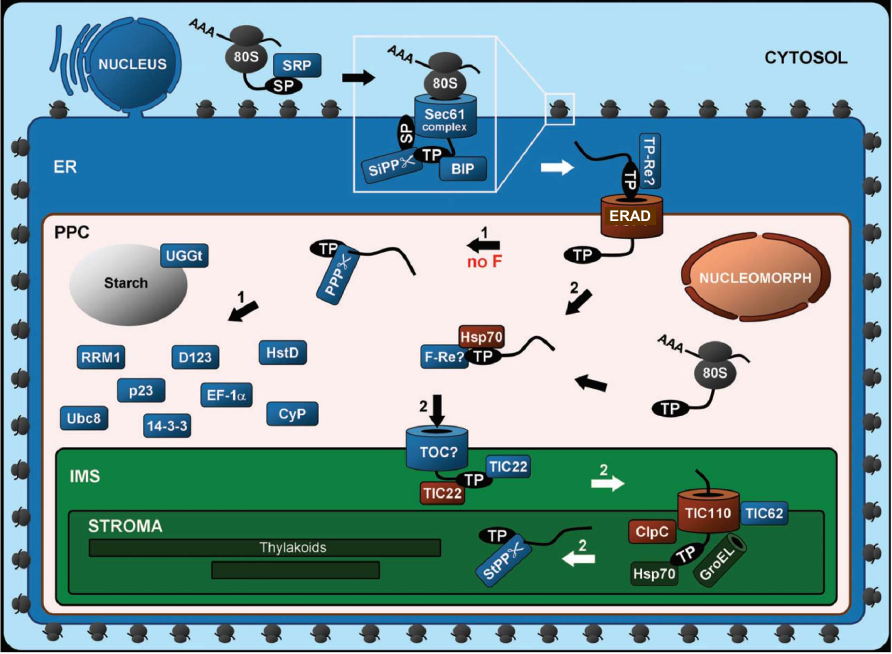 AAA
NUCLEUS
80S
SRP
SP
CYTOSOL
AAA
80S
Sec61
complex
SP
SiPP
TP
BIP
ER
TP-Re?
TP
ERAD
TP
PPC
UGGt
Starch
TP
PPP
1
no F
NUCLEOMORPH
2
1
Hsp70
F-Re?
TP
AAA
80S
TP
RRM1
D123
HstD
p23
EF-1α
Ubc8
14-3-3
CyP
2
TOC?
IMS
TP
TIC22
TIC22
2
TIC110
TIC62
STROMA
Thylakoids
TP
StPP
2
ClpC
TP
Hsp70
GroEL